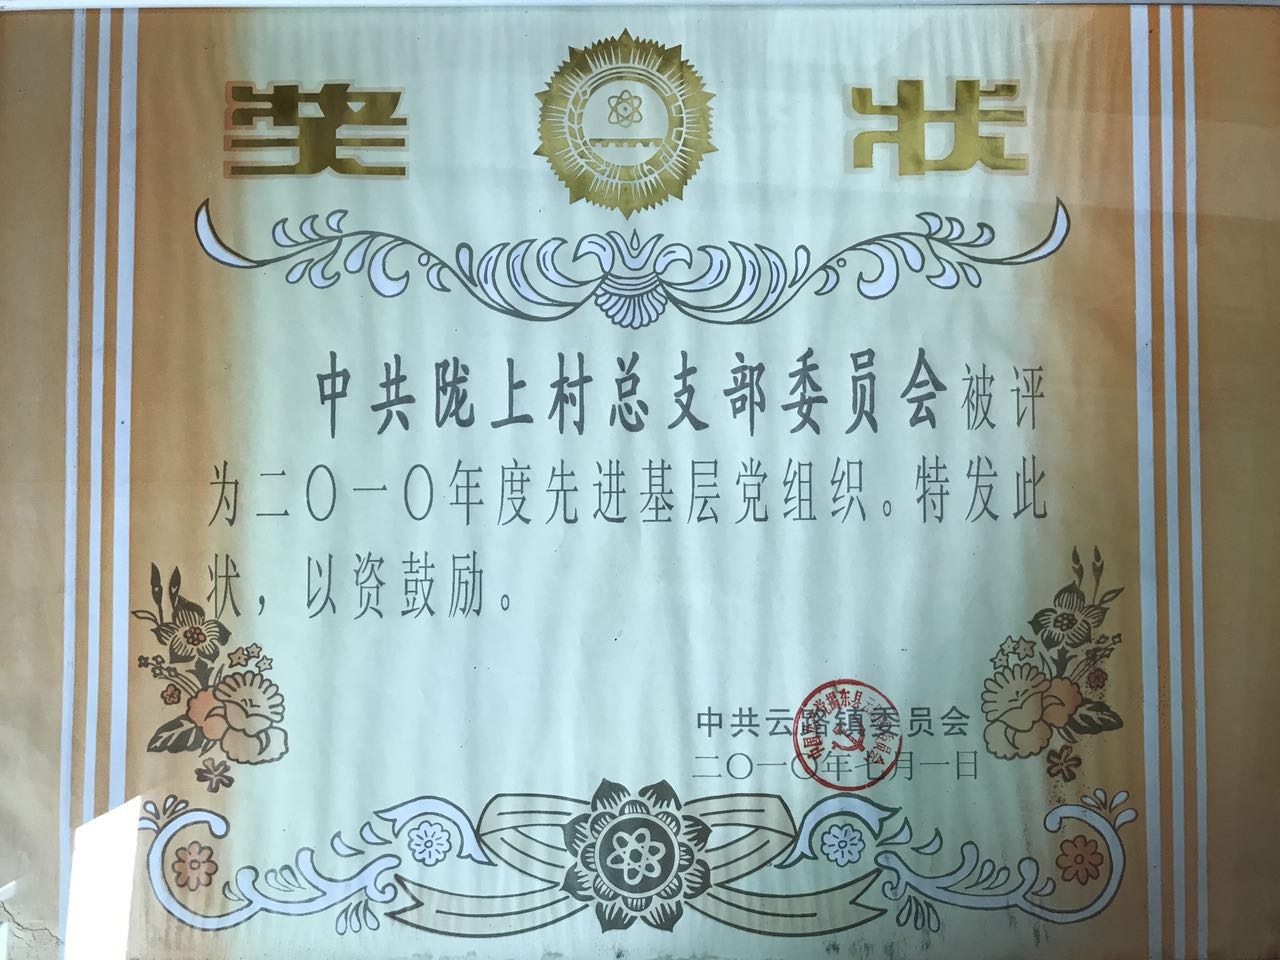 奖状
中共陇上村总支部委员会被评
为二〇一〇年度先进基层党组织。特发此
状，以资鼓励。
中共云路镇委员会
二〇一〇年七月一日